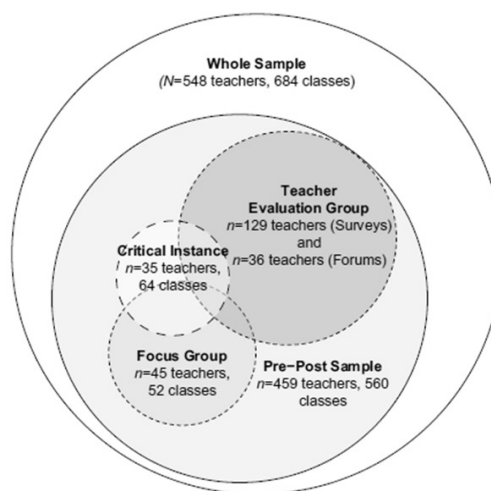 Whole Sample
(N=548 teachers, 684 classes)
Teacher
Evaluation Group
n=129 teachers (Surveys)
and
n=36 teachers (Forums)
Critical Instance
n=35 teachers,
64 classes
Focus Group
n=45 teachers,
52 classes
Pre–Post Sample
n=459 teachers, 560
classes